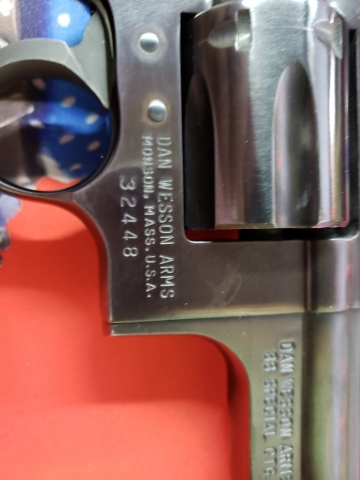 DAN WESSON ARMS
MONSON, MASS. U.S.A.
32448
DAN WESSON ARMS
38 SPECIAL CTG